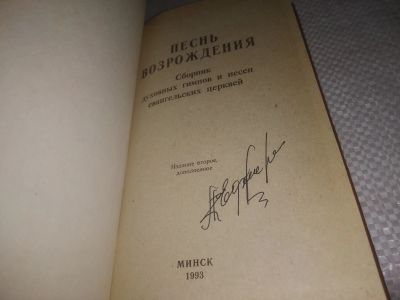 ПЕСНЬ
ВОЗРОЖДЕНИЯ
Сборник
духовных гимнов и песен
евангельских церквей
Издание второе,
дополненное
МИНСК
1993